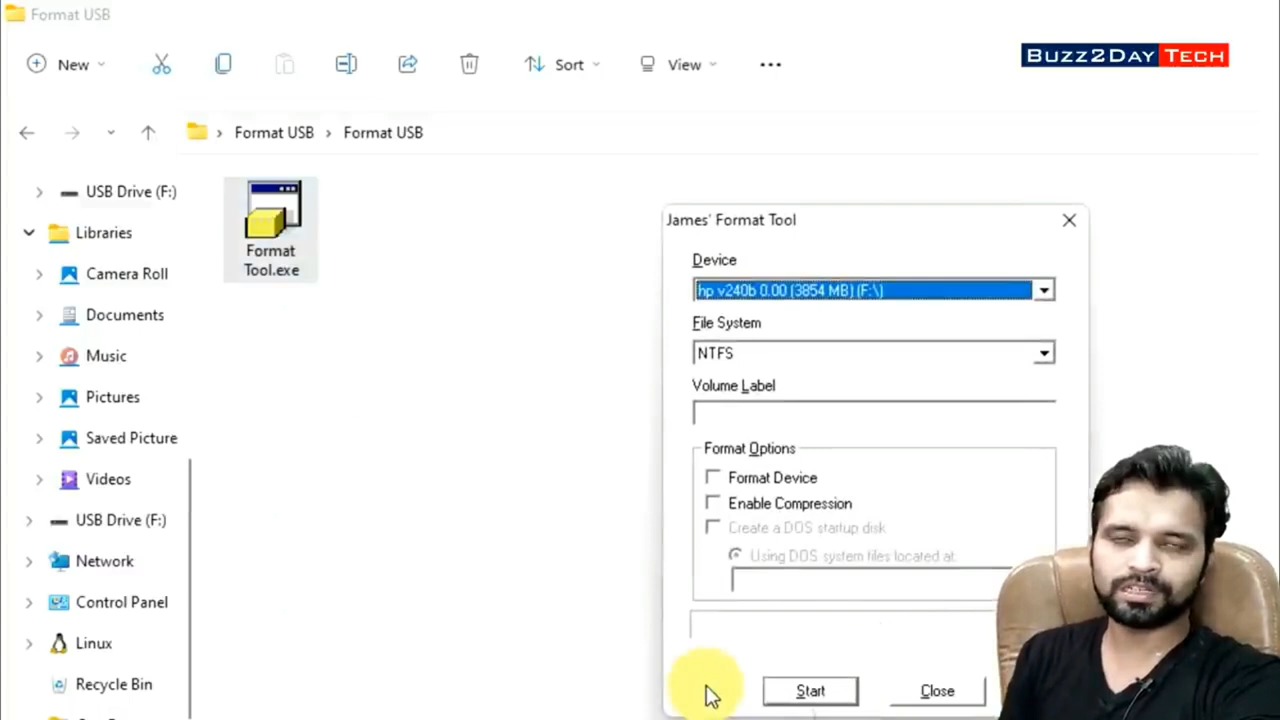 Format USB
New
Sort
View
Buzz2Day Tech
Format USB
Format USB
USB Drive (F:)
Libraries
Camera Roll
Documents
Music
Pictures
Saved Picture
Videos
USB Drive (F:)
Network
Control Panel
Linux
Recycle Bin
Format
Tool.exe
James' Format Tool
Device
hp v240b 0.00 (3854 MB) (F:\)
File System
NTFS
Volume Label
Format Options
Format Device
Enable Compression
Create a DOS startup disk
Using DOS system files located at:
Start
Close